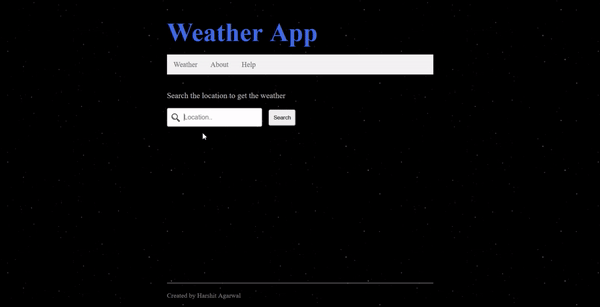 Weather App
Weather About Help
Search the location to get the weather
Location.. Search
Created by Harshit Agarwal